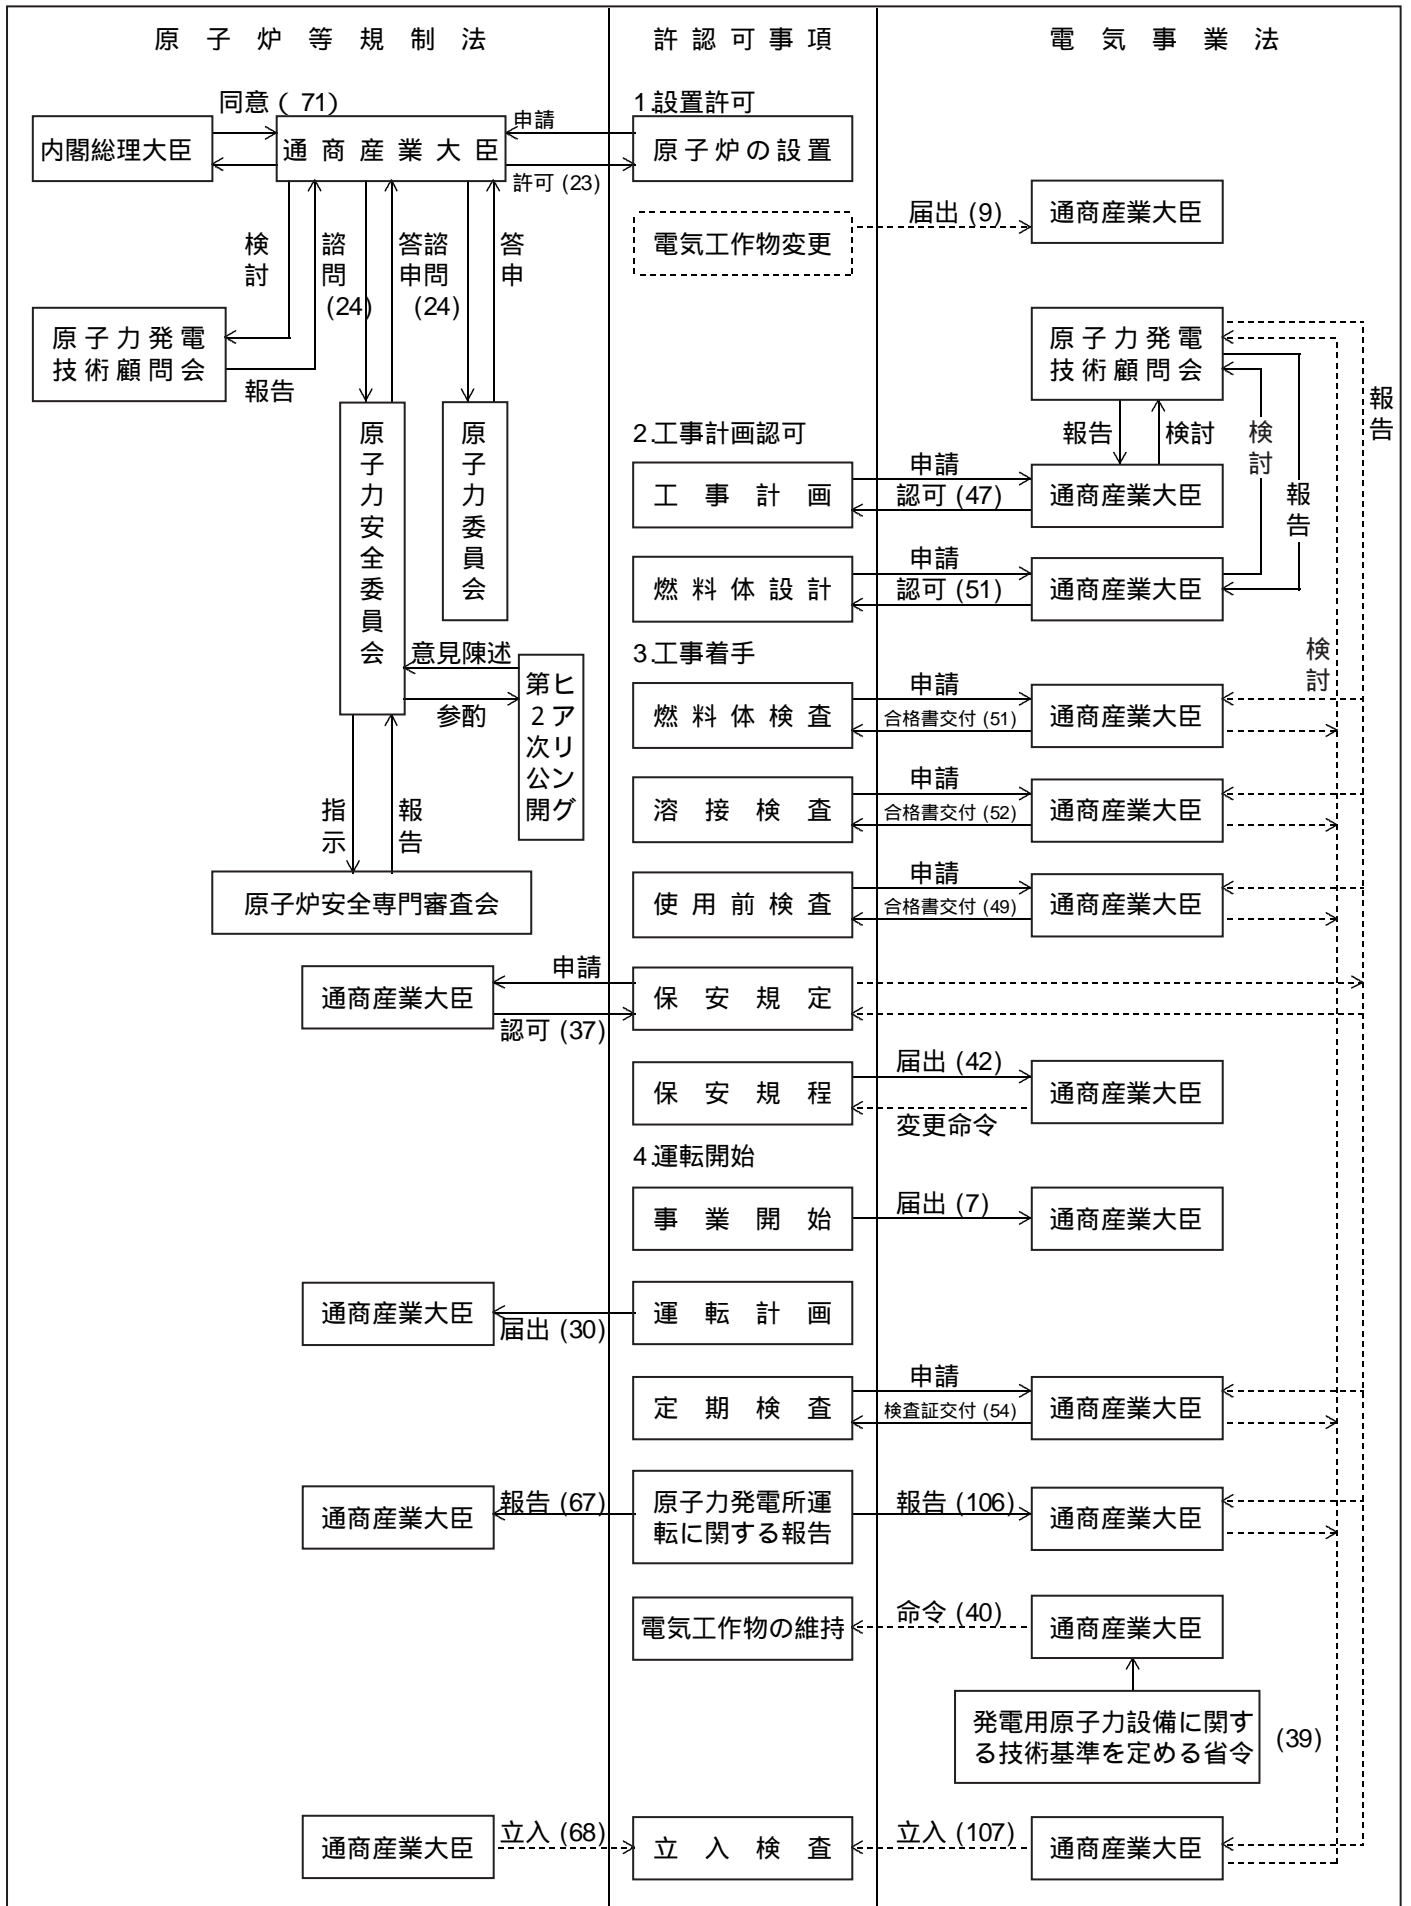 原子炉等規制法
許認可事項
電気事業法
同意 ( 71)
内閣総理大臣
通商産業大臣
申請
許可 (23)
1.設置許可
原子炉の設置
電気工作物変更
届出 (9)
通商産業大臣
検討
諮問
(24)
答申
諮問
(24)
答申
原子力発電
技術顧問会
報告
原子力安全委員会
原子力委員会
意見陳述
参酌
第2次公開
ヒアリング
指示
報告
原子炉安全専門審査会
原子力発電
技術顧問会
報告
検討
検討
報告
報告
検討
2.工事計画認可
工事計画
申請
認可 (47)
通商産業大臣
燃料体設計
申請
認可 (51)
通商産業大臣
3.工事着手
燃料体検査
申請
合格書交付 (51)
通商産業大臣
溶接検査
申請
合格書交付 (52)
通商産業大臣
使用前検査
申請
合格書交付 (49)
通商産業大臣
通商産業大臣
申請
認可 (37)
保安規定
保安規程
届出 (42)
変更命令
通商産業大臣
4.運転開始
事業開始
届出 (7)
通商産業大臣
通商産業大臣
届出 (30)
運転計画
定期検査
申請
検査証交付 (54)
通商産業大臣
通商産業大臣
報告 (67)
原子力発電所運
転に関する報告
報告 (106)
通商産業大臣
電気工作物の維持
命令 (40)
通商産業大臣
発電用原子力設備に関す
る技術基準を定める省令
(39)
通商産業大臣
立入 (68)
立入検査
立入 (107)
通商産業大臣